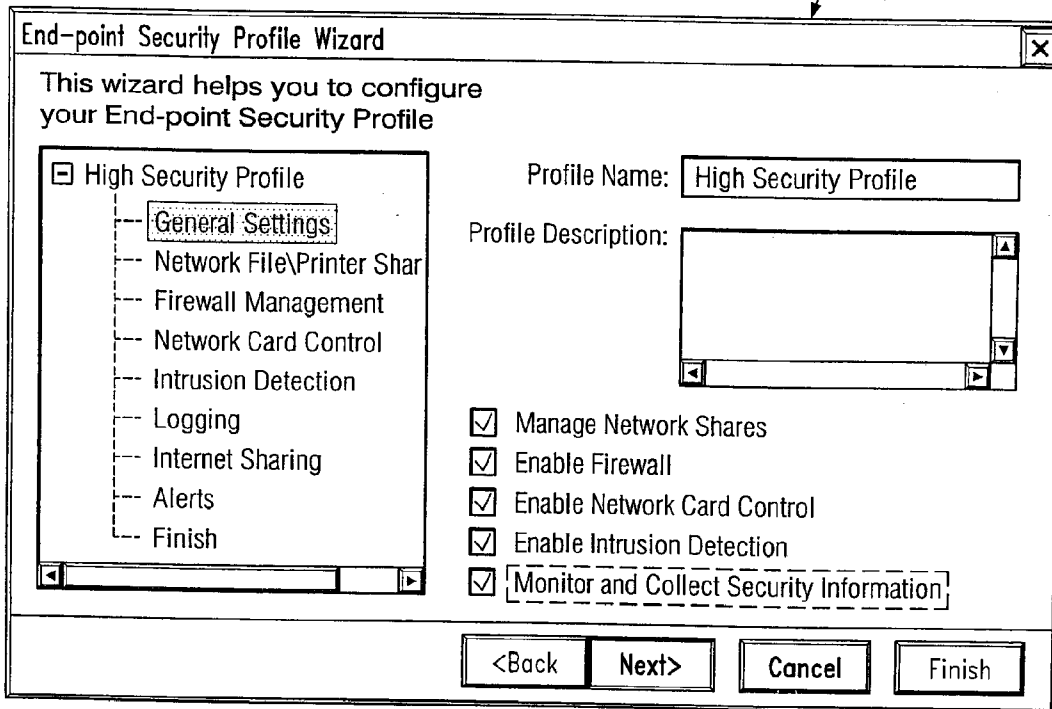 End-point Security Profile Wizard
This wizard helps you to configure
your End-point Security Profile
High Security Profile
General Settings
Network File\Printer Shar
Firewall Management
Network Card Control
Intrusion Detection
Logging
Internet Sharing
Alerts
Finish
Profile Name: High Security Profile
Profile Description:
Manage Network Shares
Enable Firewall
Enable Network Card Control
Enable Intrusion Detection
Monitor and Collect Security Information
<Back Next> Cancel Finish